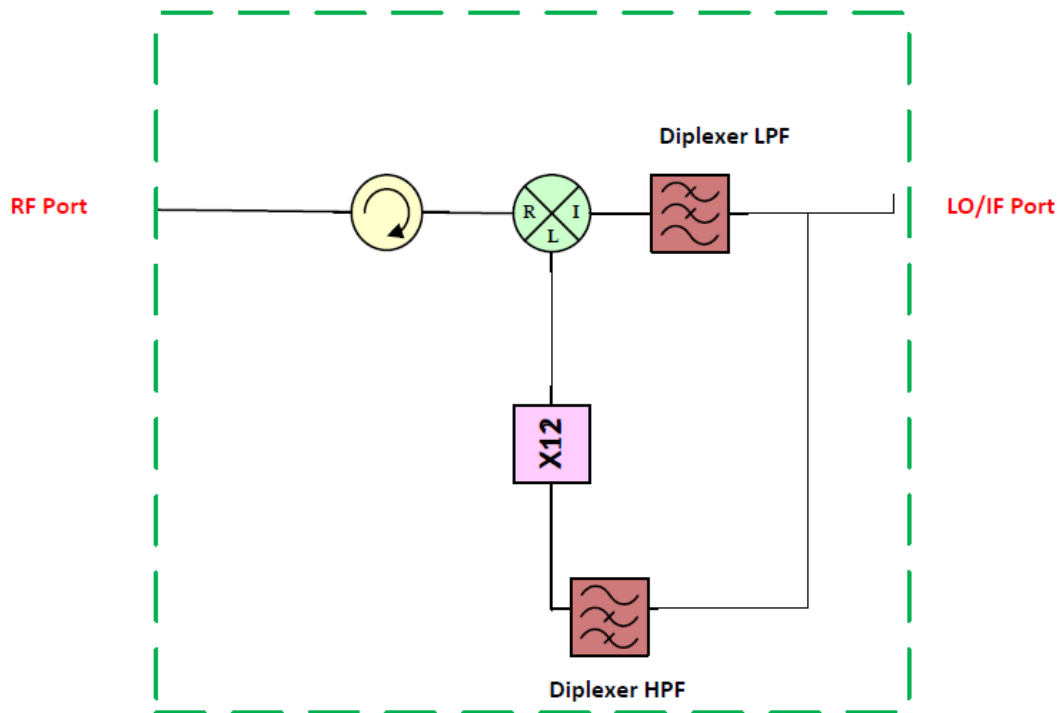 Diplexer LPF
RF Port
R
I
L
LO/IF Port
X12
Diplexer HPF